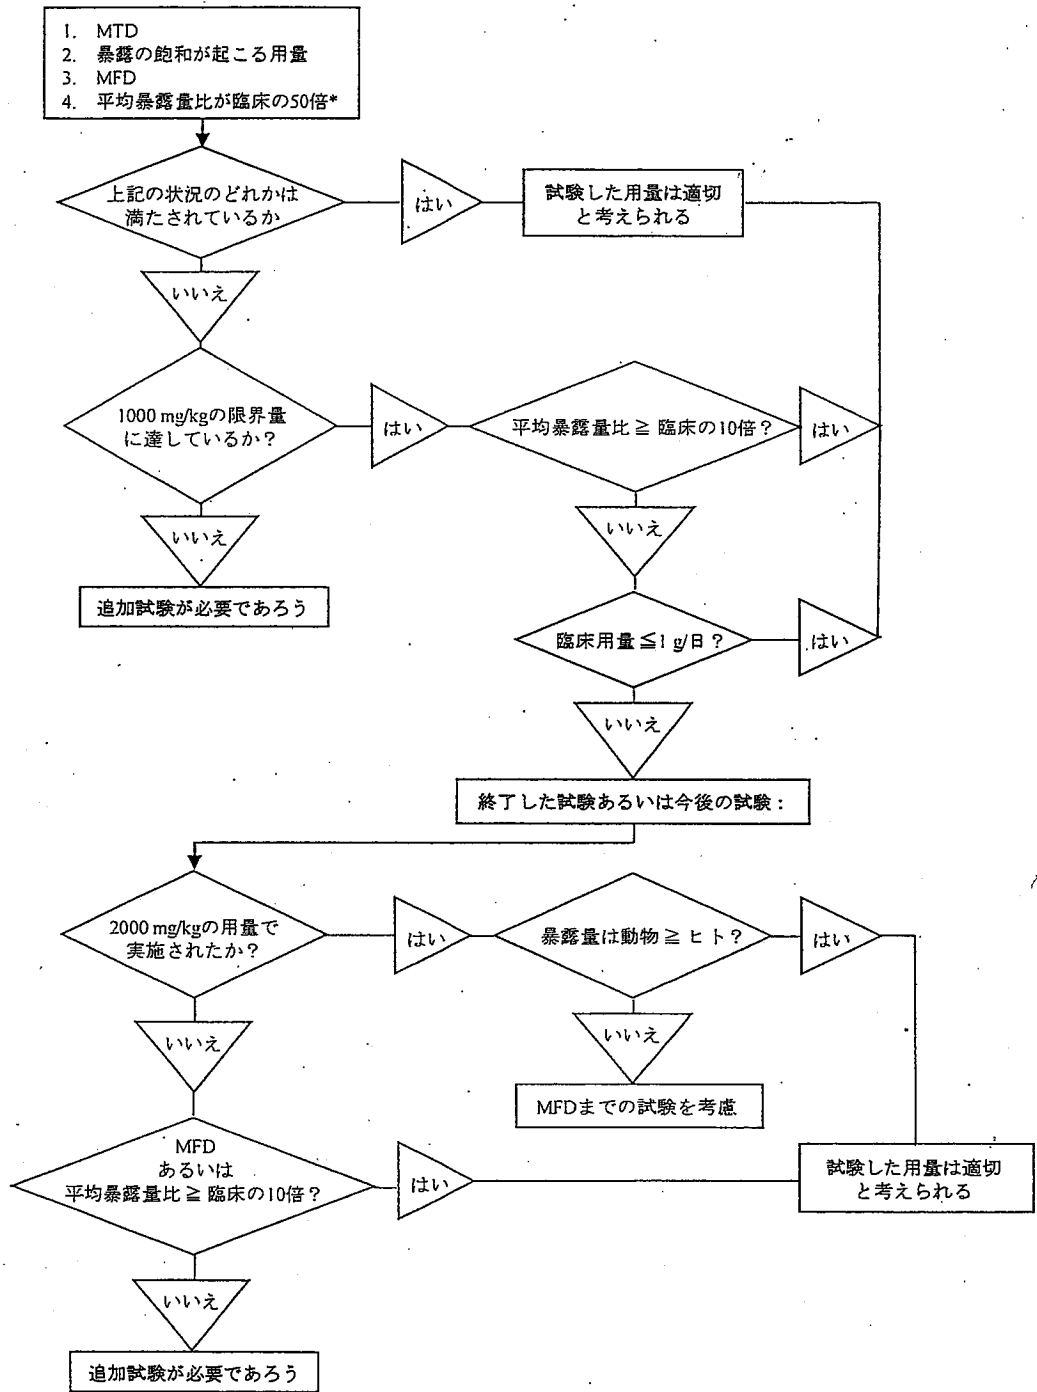 1. MTD
2. 暴露の飽和が起こる用量
3. MFD
4. 平均暴露量比が臨床の50倍*
上記の状況のどれかは
満たされているか
はい
試験した用量は適切
と考えられる
いいえ
1000 mg/kgの限界量
に達しているか？
はい
平均暴露量比 ≧ 臨床の10倍？
はい
いいえ
いいえ
追加試験が必要であろう
臨床用量 ≦1 g/日？
はい
いいえ
終了した試験あるいは今後の試験：
2000 mg/kgの用量で
実施されたか？
はい
暴露量は動物 ≧ ヒト？
はい
いいえ
いいえ
MFDまでの試験を考慮
MFD
あるいは
平均暴露量比 ≧ 臨床の10倍？
はい
試験した用量は適切
と考えられる
いいえ
追加試験が必要であろう